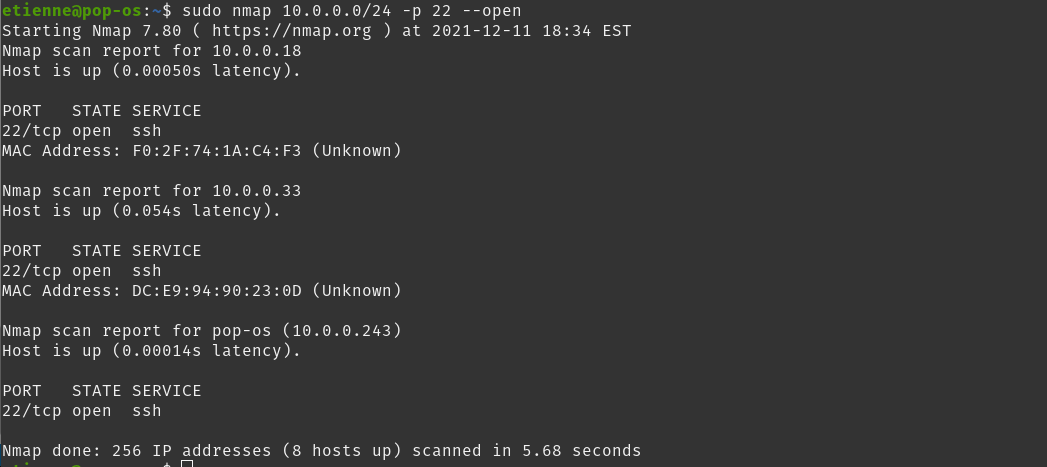 etienne@pop-os:~$ sudo nmap 10.0.0.0/24 -p 22 --open
Starting Nmap 7.80 ( https://nmap.org ) at 2021-12-11 18:34 EST
Nmap scan report for 10.0.0.18
Host is up (0.00050s latency).
PORT   STATE SERVICE
22/tcp open  ssh
MAC Address: F0:2F:74:1A:C4:F3 (Unknown)
Nmap scan report for 10.0.0.33
Host is up (0.054s latency).
PORT   STATE SERVICE
22/tcp open  ssh
MAC Address: DC:E9:94:90:23:0D (Unknown)
Nmap scan report for pop-os (10.0.0.243)
Host is up (0.00014s latency).
PORT   STATE SERVICE
22/tcp open  ssh
Nmap done: 256 IP addresses (8 hosts up) scanned in 5.68 seconds